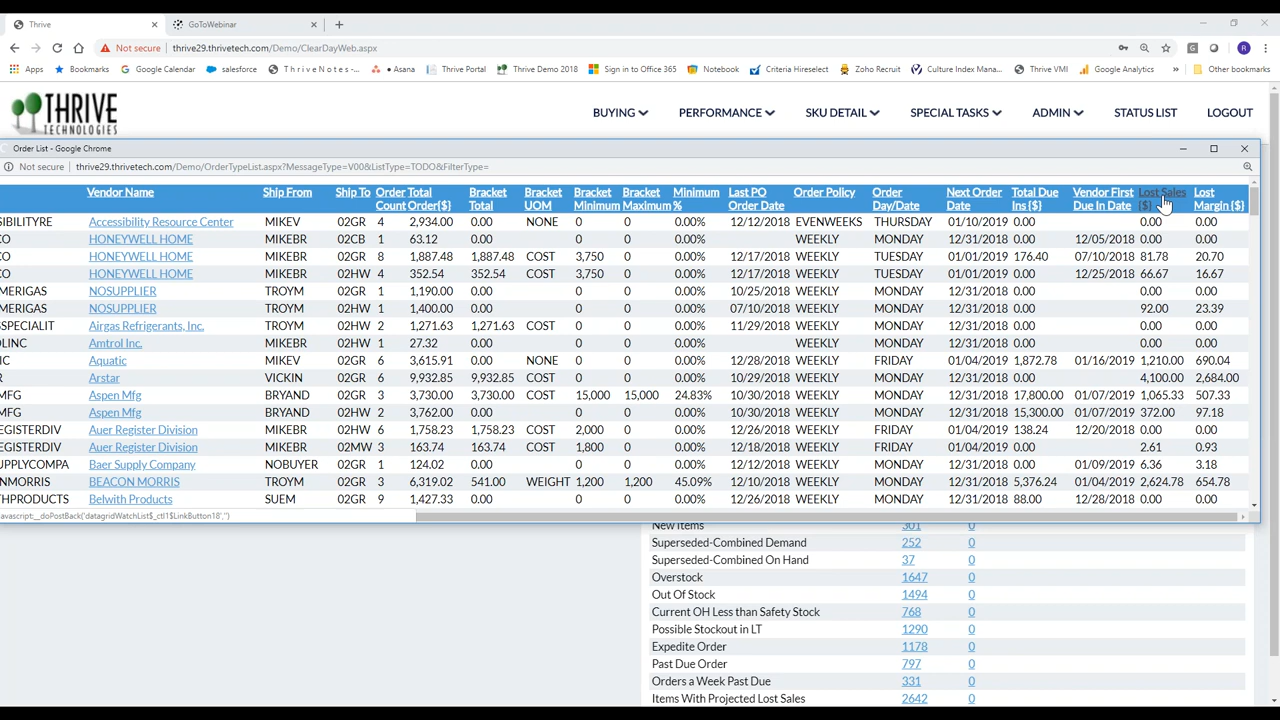 Thrive
GoToWebinar
Not secure
thrive29.thrivetech.com/Demo/ClearDayWeb.aspx
Apps Bookmarks Google Calendar salesforce T h r i v e N o t e s -... Asana Thrive Portal Thrive Demo 2018 Sign in to Office 365 Notebook Criteria Hireselect Zoho Recruit Culture Index Mana... Thrive VMI Google Analytics » Other bookmarks
THRIVE
TECHNOLOGIES
BUYING PERFORMANCE SKU DETAIL SPECIAL TASKS ADMIN STATUS LIST LOGOUT
Order List - Google Chrome
Not secure thrive29.thrivetech.com/Demo/OrderTypeList.aspx?MessageType=V00&ListType=TODO&FilterType=
Vendor Name Ship From Ship To Order Total Bracket Bracket Bracket Bracket Minimum Last PO Order Policy Order Next Order Total Due Vendor First Lost Sales Lost
Count Order($) Total UOM Minimum Maximum % Order Date Day/Date Date Ins ($) Due In Date ($) Margin ($)
SIBILITYRE Accessibility Resource Center MIKEV 02GR 4 2,934.00 0.00 NONE 0 0 0.00% 12/12/2018 EVENWEEKS THURSDAY 01/10/2019 0.00 0.00 0.00
CO HONEYWELL HOME MIKEBR 02CB 1 63.12 0.00 0 0 0.00% WEEKLY MONDAY 12/31/2018 0.00 12/05/2018 0.00 0.00
CO HONEYWELL HOME MIKEBR 02GR 8 1,887.48 1,887.48 COST 3,750 0 0.00% 12/17/2018 WEEKLY TUESDAY 01/01/2019 176.40 07/10/2018 81.78 20.70
CO HONEYWELL HOME MIKEBR 02HW 4 352.54 352.54 COST 3,750 0 0.00% 12/17/2018 WEEKLY TUESDAY 01/01/2019 0.00 12/25/2018 66.67 16.67
MERIGAS NOSUPPLIER TROYM 02GR 1 1,190.00 0.00 0 0 0.00% 10/25/2018 WEEKLY MONDAY 12/31/2018 0.00 0.00 0.00
MERIGAS NOSUPPLIER TROYM 02HW 1 1,400.00 0.00 0 0 0.00% 07/10/2018 WEEKLY MONDAY 12/31/2018 0.00 92.00 23.39
SPECIALIT Airgas Refrigerants, Inc. TROYM 02HW 2 1,271.63 1,271.63 COST 0 0 0.00% 11/29/2018 WEEKLY MONDAY 12/31/2018 0.00 0.00 0.00
LINC Amtrol Inc. MIKEBR 02HW 1 27.32 0.00 0 0 0.00% WEEKLY MONDAY 12/31/2018 0.00 0.00 0.00
IC Aquatic MIKEV 02GR 6 3,615.91 0.00 NONE 0 0 0.00% 12/28/2018 WEEKLY FRIDAY 01/04/2019 1,872.78 01/16/2019 1,210.00 690.04
R Arstar VICKIN 02GR 6 9,932.85 9,932.85 COST 0 0 0.00% 10/29/2018 WEEKLY MONDAY 12/31/2018 0.00 4,100.00 2,684.00
MFG Aspen Mfg BRYAND 02GR 3 3,730.00 3,730.00 COST 15,000 15,000 24.83% 10/30/2018 WEEKLY MONDAY 12/31/2018 17,800.00 01/07/2019 1,065.33 507.33
MFG Aspen Mfg BRYAND 02HW 2 3,762.00 0.00 0 0 0.00% 10/30/2018 WEEKLY MONDAY 12/31/2018 15,300.00 01/07/2019 372.00 97.18
EGISTERDIV Auer Register Division MIKEBR 02HW 6 1,758.23 1,758.23 COST 2,000 0 0.00% 12/26/2018 WEEKLY FRIDAY 01/04/2019 138.24 12/20/2018 0.00 0.00
EGISTERDIV Auer Register Division MIKEBR 02MW 3 163.74 163.74 COST 1,800 0 0.00% 12/18/2018 WEEKLY FRIDAY 01/04/2019 0.00 2.61 0.93
UPPLYCOMPA Baer Supply Company NOBUYER 02GR 1 124.02 0.00 0 0 0.00% 12/12/2018 WEEKLY MONDAY 12/31/2018 0.00 01/09/2019 6.36 3.18
NMORRIS BEACON MORRIS TROYM 02GR 3 6,319.02 541.00 WEIGHT 1,200 1,200 45.09% 12/10/2018 WEEKLY MONDAY 12/31/2018 5,376.24 01/04/2019 2,624.78 654.78
THPRODUCTS Belwith Products SUEM 02GR 9 1,427.33 0.00 0 0 0.00% 12/26/2018 WEEKLY MONDAY 12/31/2018 88.00 12/28/2018 0.00 0.00
avascript:__doPostBack('datagridWatchList$_ctl1$LinkButton18','')
New Items 301 0
Superseded-Combined Demand 252 0
Superseded-Combined On Hand 37 0
Overstock 1647 0
Out Of Stock 1494 0
Current OH Less than Safety Stock 768 0
Possible Stockout in LT 1290 0
Expedite Order 1178 0
Past Due Order 797 0
Orders a Week Past Due 331 0
Items With Projected Lost Sales 2642 0